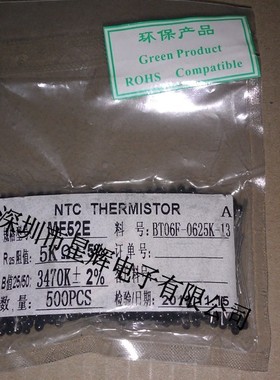 环保产品
Green Product
ROHS Compatible
NTC THERMISTOR A
MF52E 料号:BT06F-0625K-13
R25阻值: 5K 订单号:
B值25/50: 3470K±2%
数量: 500PCS 检验/日期:
深圳市星辉电子有限公司